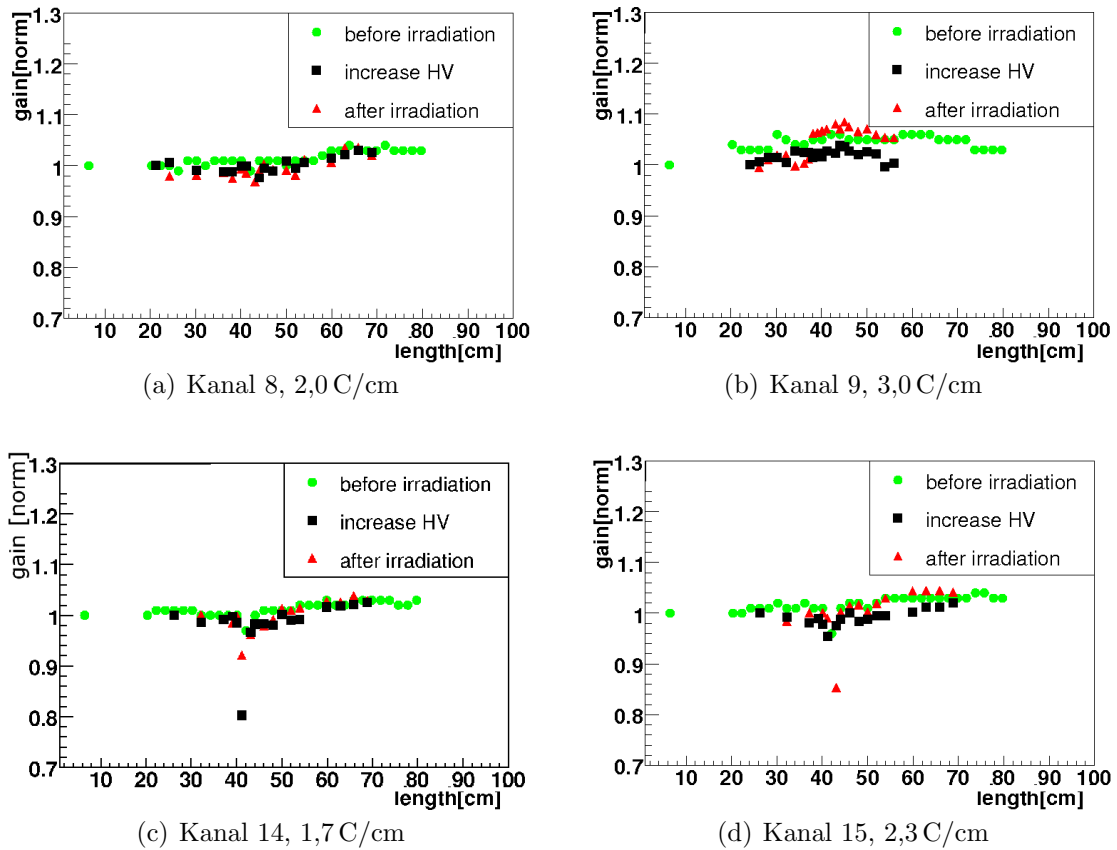 gain[norm]
1.3
1.2
1.1
1
0.9
0.8
0.7
before irradiation
increase HV
after irradiation
10 20 30 40 50 60 70 80 90 100
length[cm]
(a) Kanal 8, 2,0 C/cm
gain[norm]
1.3
1.2
1.1
1
0.9
0.8
0.7
before irradiation
increase HV
after irradiation
10 20 30 40 50 60 70 80 90 100
length[cm]
(b) Kanal 9, 3,0 C/cm
gain [norm]
1.3
1.2
1.1
1
0.9
0.8
0.7
before irradiation
increase HV
after irradiation
10 20 30 40 50 60 70 80 90 100
length[cm]
(c) Kanal 14, 1,7 C/cm
gain[norm]
1.3
1.2
1.1
1
0.9
0.8
0.7
before irradiation
increase HV
after irradiation
10 20 30 40 50 60 70 80 90 100
length[cm]
(d) Kanal 15, 2,3 C/cm